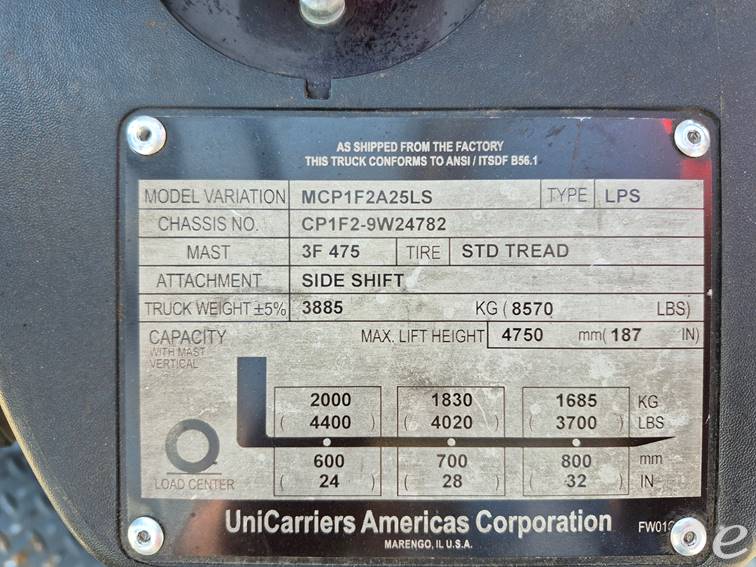 AS SHIPPED FROM THE FACTORY
THIS TRUCK CONFORMS TO ANSI / ITSDF B56.1
MODEL VARIATION MCP1F2A25LS TYPE LPS
CHASSIS NO. CP1F2-9W24782
MAST 3F 475 TIRE STD TREAD
ATTACHMENT SIDE SHIFT
TRUCK WEIGHT ±5% 3885 KG ( 8570 LBS)
CAPACITY MAX. LIFT HEIGHT 4750 mm( 187 IN)
WITH MAST
VERTICAL
2000 1830 1685 KG
( 4400 ) ( 4020 ) ( 3700 ) LBS
600 700 800 mm
LOAD CENTER ( 24 ) ( 28 ) ( 32 ) IN
UniCarriers Americas Corporation
MARENGO, IL U.S.A.
e